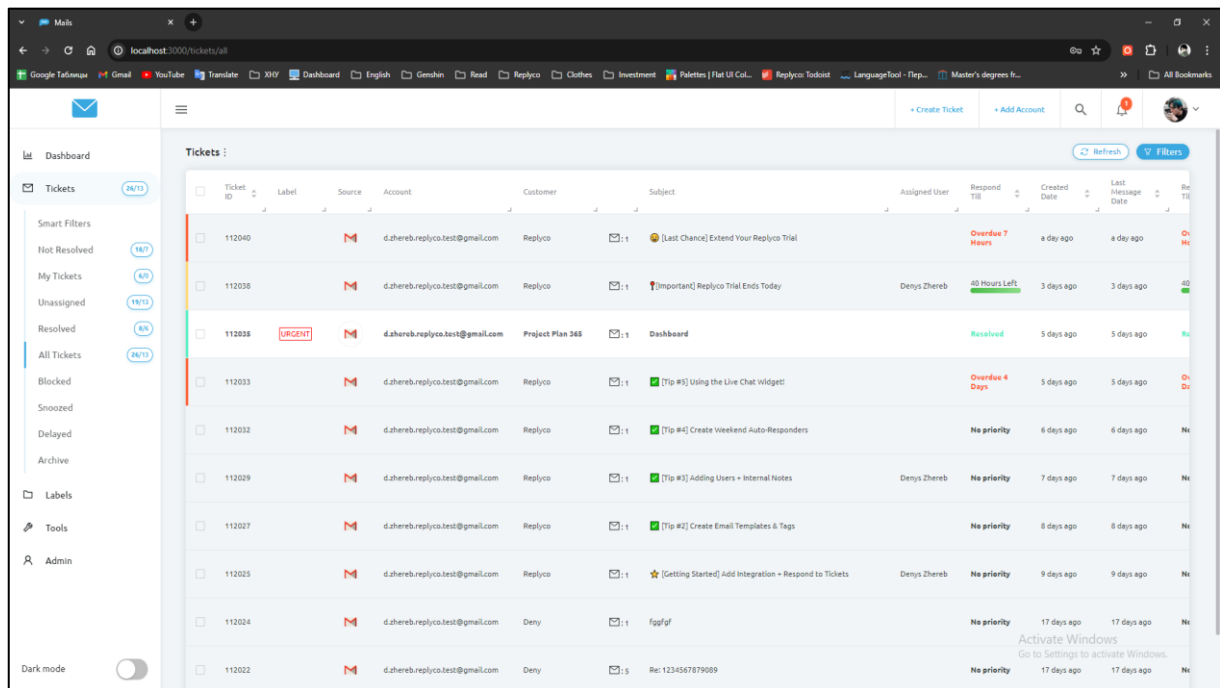 Mails
localhost:3000/tickets/all
Google Таблицы Gmail YouTube Translate ХНУ Dashboard English Genshin Read Replyco Clothes Investment Palettes | Flat UI Col... Replyco: Todoist LanguageTool - Пер... Master's degrees fr... » All Bookmarks
+ Create Ticket + Add Account 1
Dashboard
Tickets 26/13
Smart Filters
Not Resolved 18/7
My Tickets 6/0
Unassigned 19/13
Resolved 8/6
All Tickets 26/13
Blocked
Snoozed
Delayed
Archive
Labels
Tools
Admin
Dark mode
Tickets
Refresh Filters
Ticket ID Label Source Account Customer Subject Assigned User Respond Till Created Date Last Message Date Re Till
112040 d.zhereb.replyco.test@gmail.com Replyco : 1 [Last Chance] Extend Your Replyco Trial Overdue 7 Hours a day ago a day ago
112038 d.zhereb.replyco.test@gmail.com Replyco : 1 [Important] Replyco Trial Ends Today Denys Zhereb 40 Hours Left 3 days ago 3 days ago 40
112035 URGENT d.zhereb.replyco.test@gmail.com Project Plan 365 : 1 Dashboard Resolved 5 days ago 5 days ago
112033 d.zhereb.replyco.test@gmail.com Replyco : 1 [Tip #5] Using the Live Chat Widget! Overdue 4 Days 5 days ago 5 days ago
112032 d.zhereb.replyco.test@gmail.com Replyco : 1 [Tip #4] Create Weekend Auto-Responders No priority 6 days ago 6 days ago
112029 d.zhereb.replyco.test@gmail.com Replyco : 1 [Tip #3] Adding Users + Internal Notes Denys Zhereb No priority 7 days ago 7 days ago
112027 d.zhereb.replyco.test@gmail.com Replyco : 1 [Tip #2] Create Email Templates & Tags No priority 8 days ago 8 days ago
112025 d.zhereb.replyco.test@gmail.com Replyco : 1 [Getting Started] Add Integration + Respond to Tickets Denys Zhereb No priority 9 days ago 9 days ago
112024 d.zhereb.replyco.test@gmail.com Deny : 1 fggfgf No priority 17 days ago 17 days ago
112022 d.zhereb.replyco.test@gmail.com Deny : 5 Re: 1234567879089 No priority 17 days ago 17 days ago
Activate Windows
Go to Settings to activate Windows.